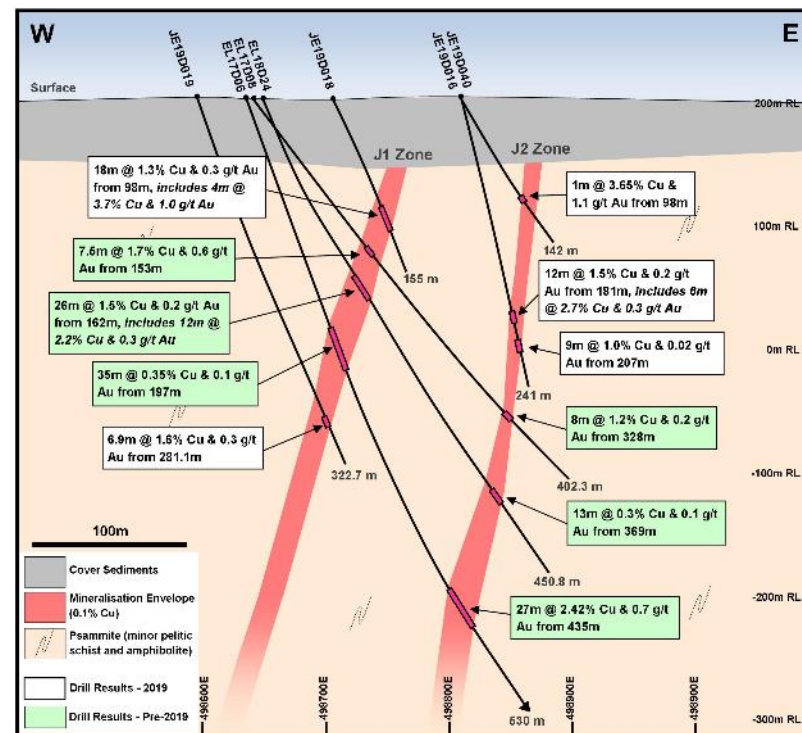 W
E
JE19D019
EL17D06
EL17D08
EL18D24
JE19D018
JE19D016
JE19D040
Surface
200m RL
J1 Zone
J2 Zone
18m @ 1.3% Cu & 0.3 g/t Au
from 98m, includes 4m @
3.7% Cu & 1.0 g/t Au
1m @ 3.65% Cu &
1.1 g/t Au from 98m
100m RL
7.5m @ 1.7% Cu & 0.6 g/t
Au from 153m
142 m
155 m
12m @ 1.5% Cu & 0.2 g/t
Au from 181m, includes 6m
@ 2.7% Cu & 0.3 g/t Au
26m @ 1.5% Cu & 0.2 g/t Au
from 162m, includes 12m @
2.2% Cu & 0.3 g/t Au
0m RL
9m @ 1.0% Cu & 0.02 g/t
Au from 207m
35m @ 0.35% Cu & 0.1 g/t
Au from 197m
241 m
8m @ 1.2% Cu & 0.2 g/t
Au from 328m
6.9m @ 1.6% Cu & 0.3 g/t
Au from 281.1m
322.7 m
402.3 m
-100m RL
13m @ 0.3% Cu & 0.1 g/t
Au from 369m
100m
450.8 m
Cover Sediments
Mineralisation Envelope
(0.1% Cu)
-200m RL
27m @ 2.42% Cu & 0.7 g/t
Au from 435m
Psammite (minor pelitic
schist and amphibolite)
Drill Results - 2019
Drill Results - Pre-2019
498600E
498700E
498800E
498900E
498900E
530 m
-300m RL